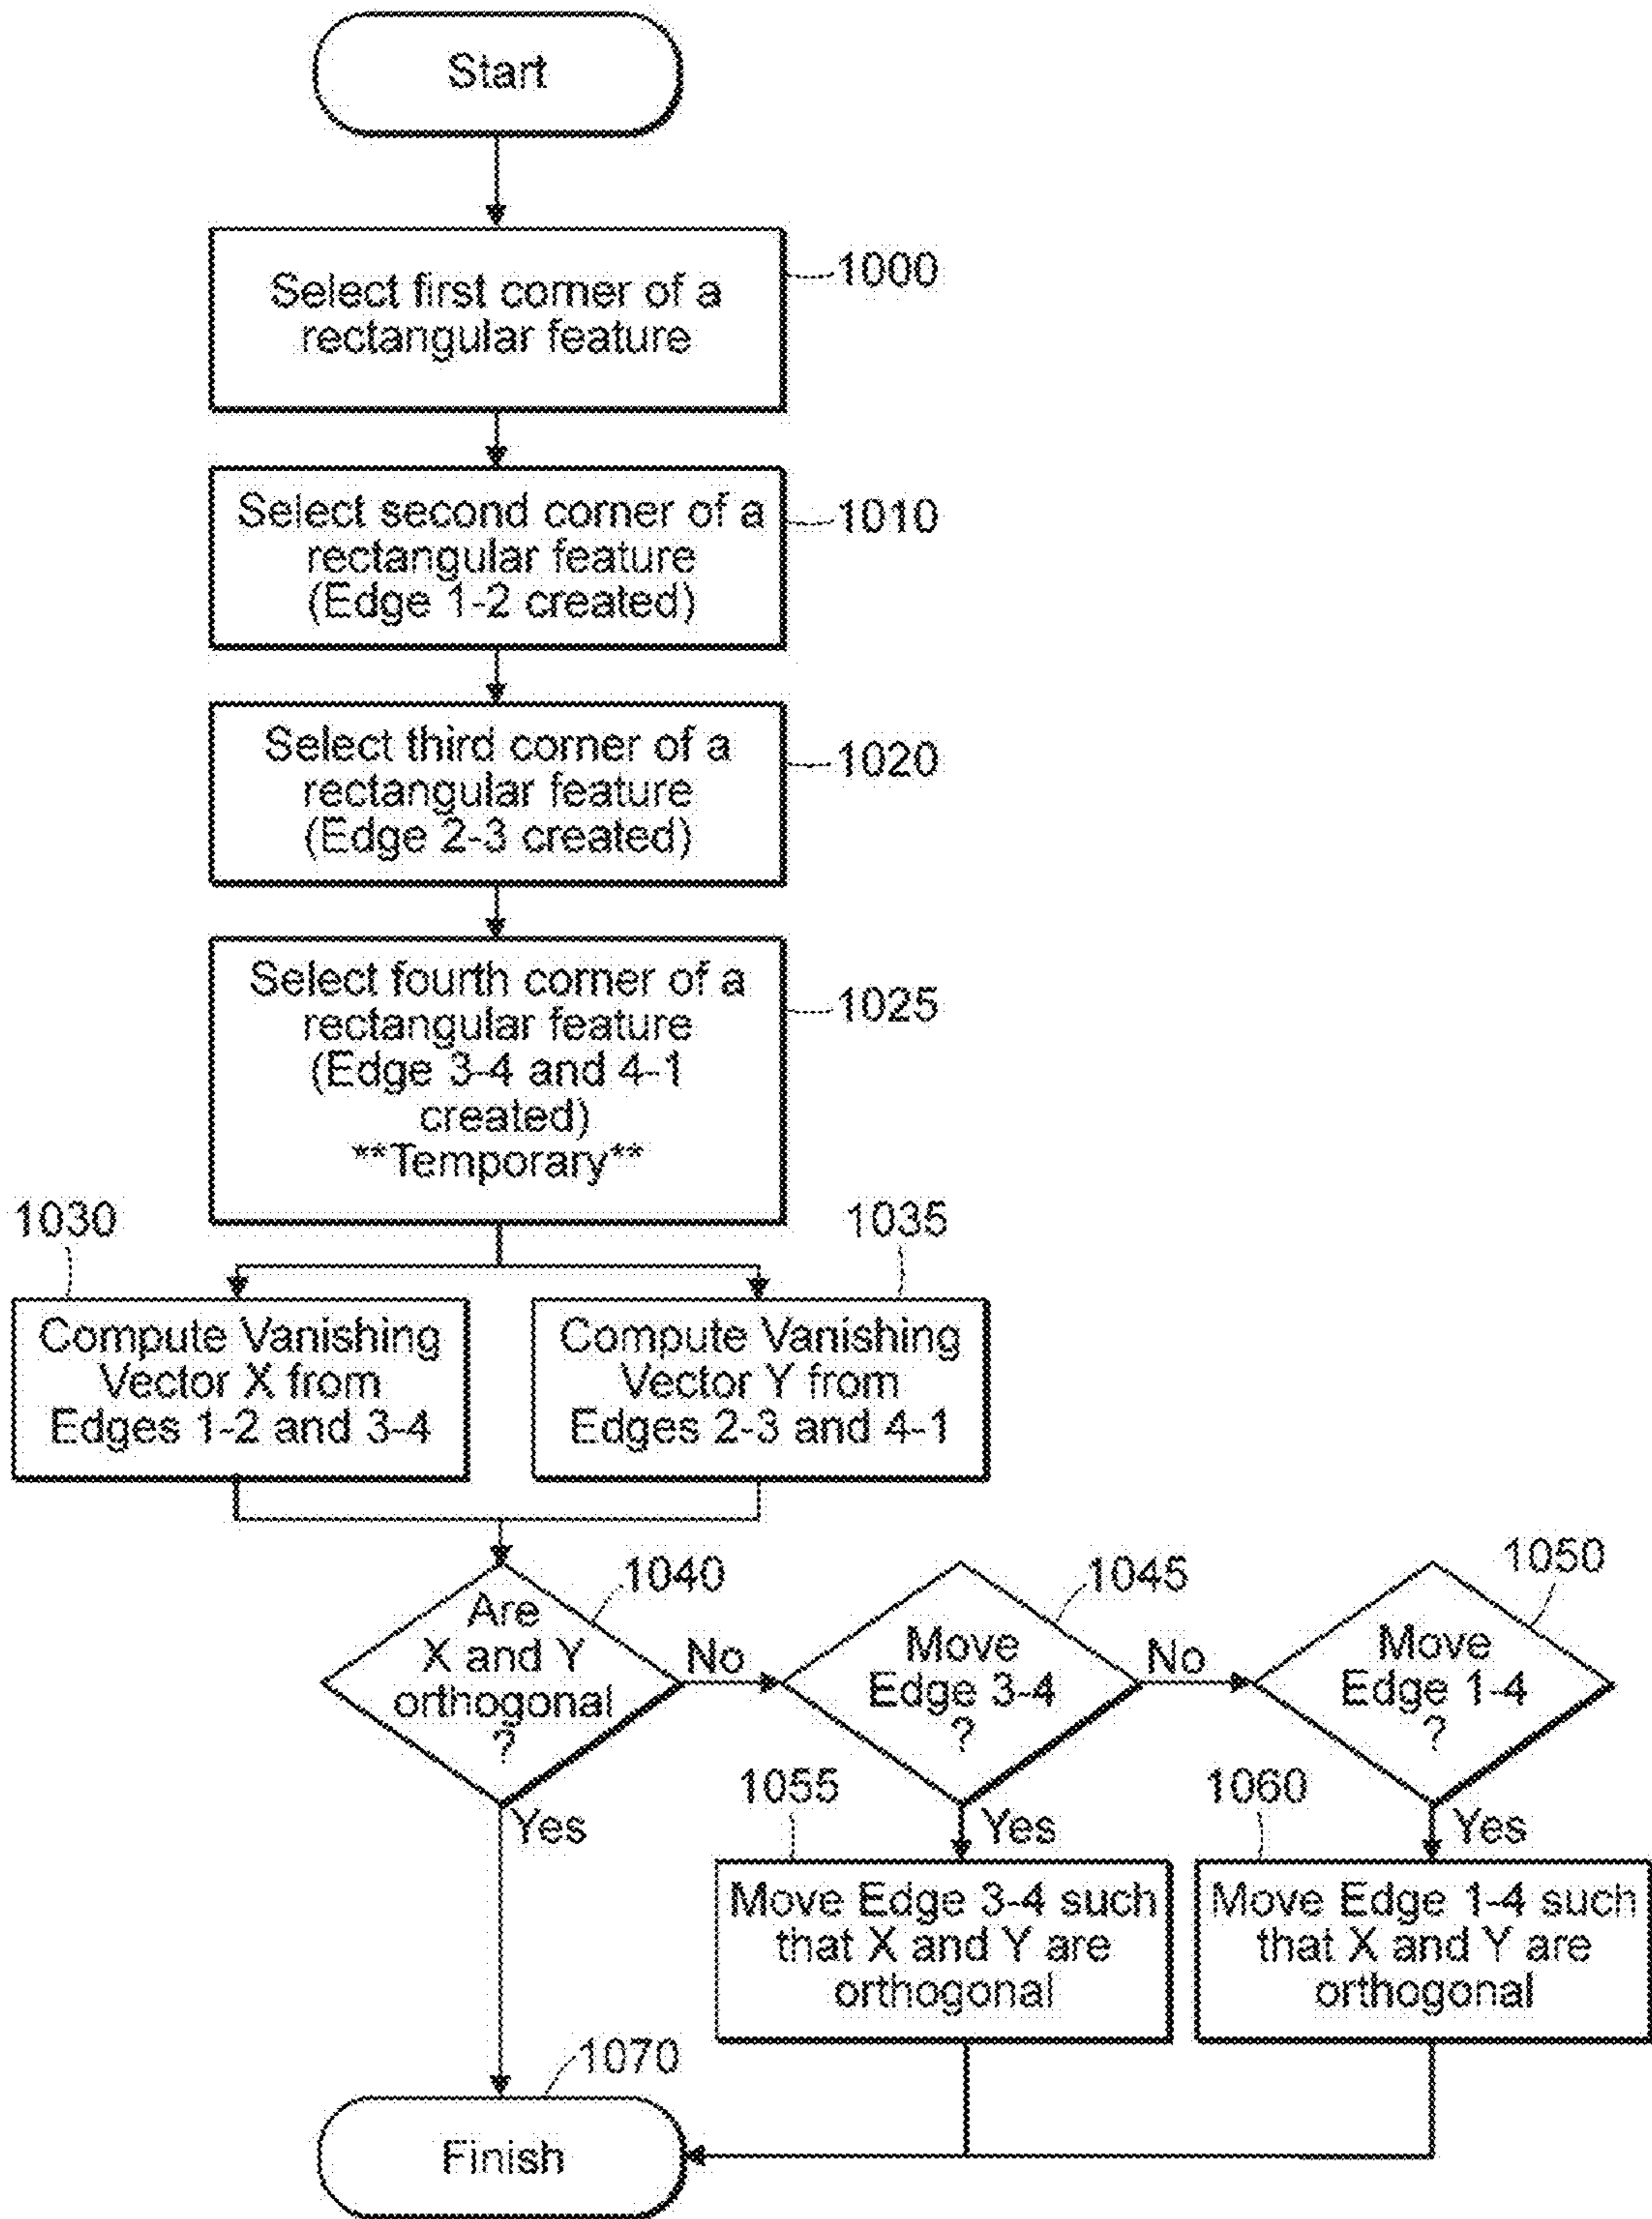 Start
Select first corner of a
rectangular feature
1000
Select second corner of a
rectangular feature
(Edge 1-2 created)
1010
Select third corner of a
rectangular feature
(Edge 2-3 created)
1020
Select fourth corner of a
rectangular feature
(Edge 3-4 and 4-1
created)
**Temporary**
1025
1030
Compute Vanishing
Vector X from
Edges 1-2 and 3-4
1035
Compute Vanishing
Vector Y from
Edges 2-3 and 4-1
1040
Are
X and Y
orthogonal
?
No
Yes
1045
Move
Edge 3-4
?
No
Yes
1050
Move
Edge 1-4
?
Yes
1055
Move Edge 3-4 such
that X and Y are
orthogonal
1060
Move Edge 1-4 such
that X and Y are
orthogonal
1070
Finish